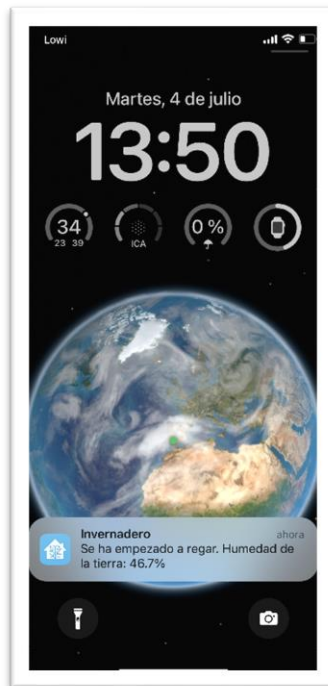 Lowi
Martes, 4 de julio
13:50
34
23 39
ICA
0 %
Invernadero
ahora
Se ha empezado a regar. Humedad de
la tierra: 46.7%